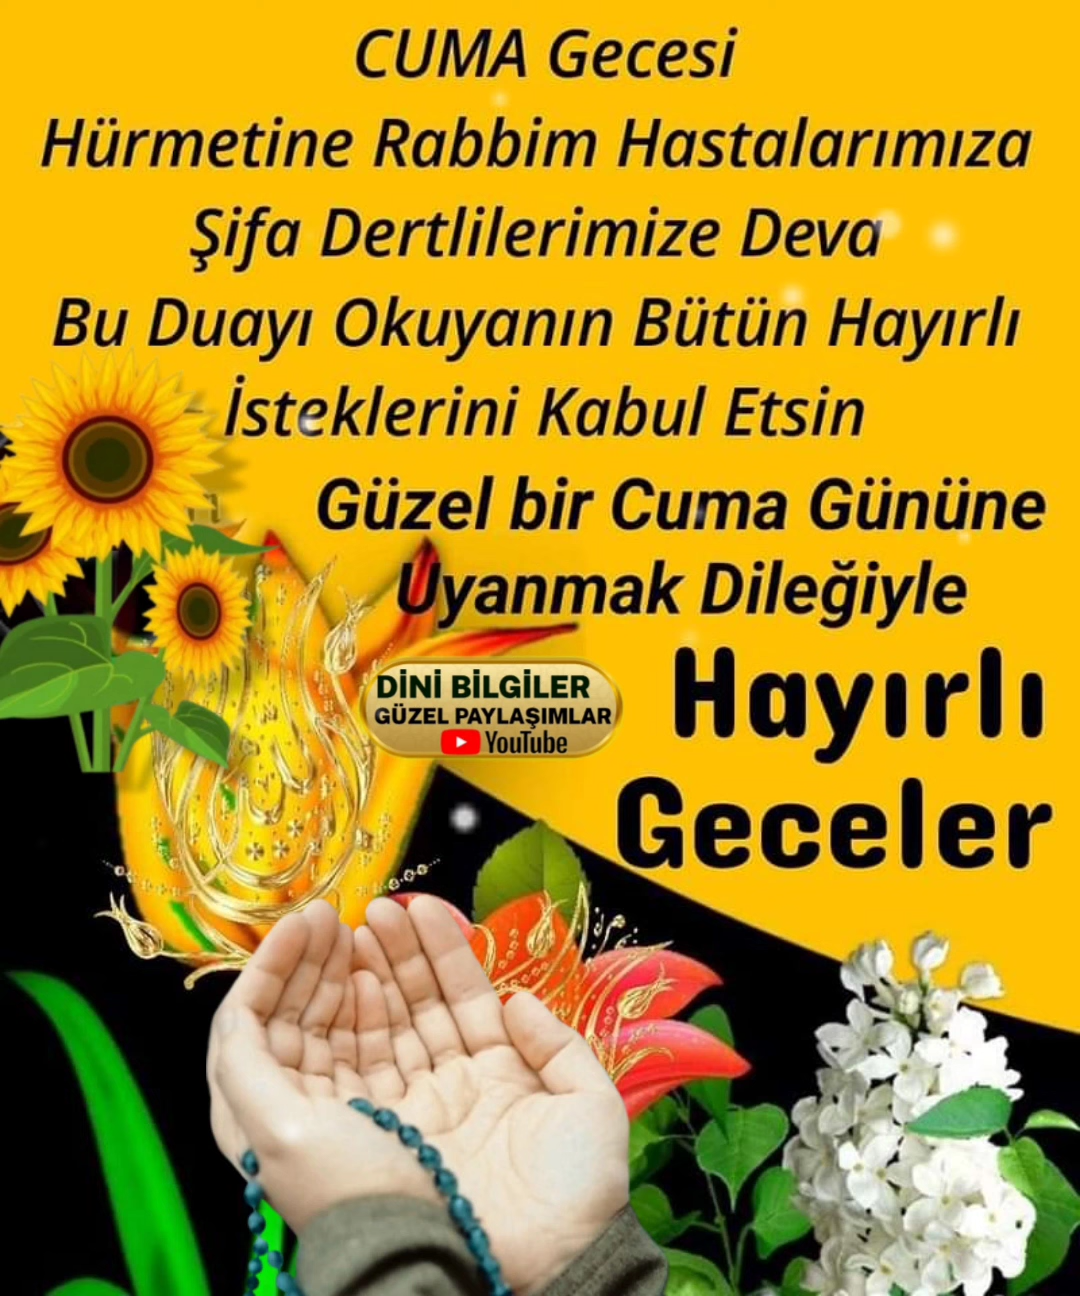 CUMA Gecesi
Hürmetine Rabbim Hastalarımıza
Şifa Dertlilerimize Deva
Bu Duayı Okuyanın Bütün Hayırlı
İsteklerini Kabul Etsin
Güzel bir Cuma Gününe
Uyanmak Dileğiyle
Hayırlı
Geceler
DİNİ BİLGİLER
GÜZEL PAYLAŞIMLAR
YouTube